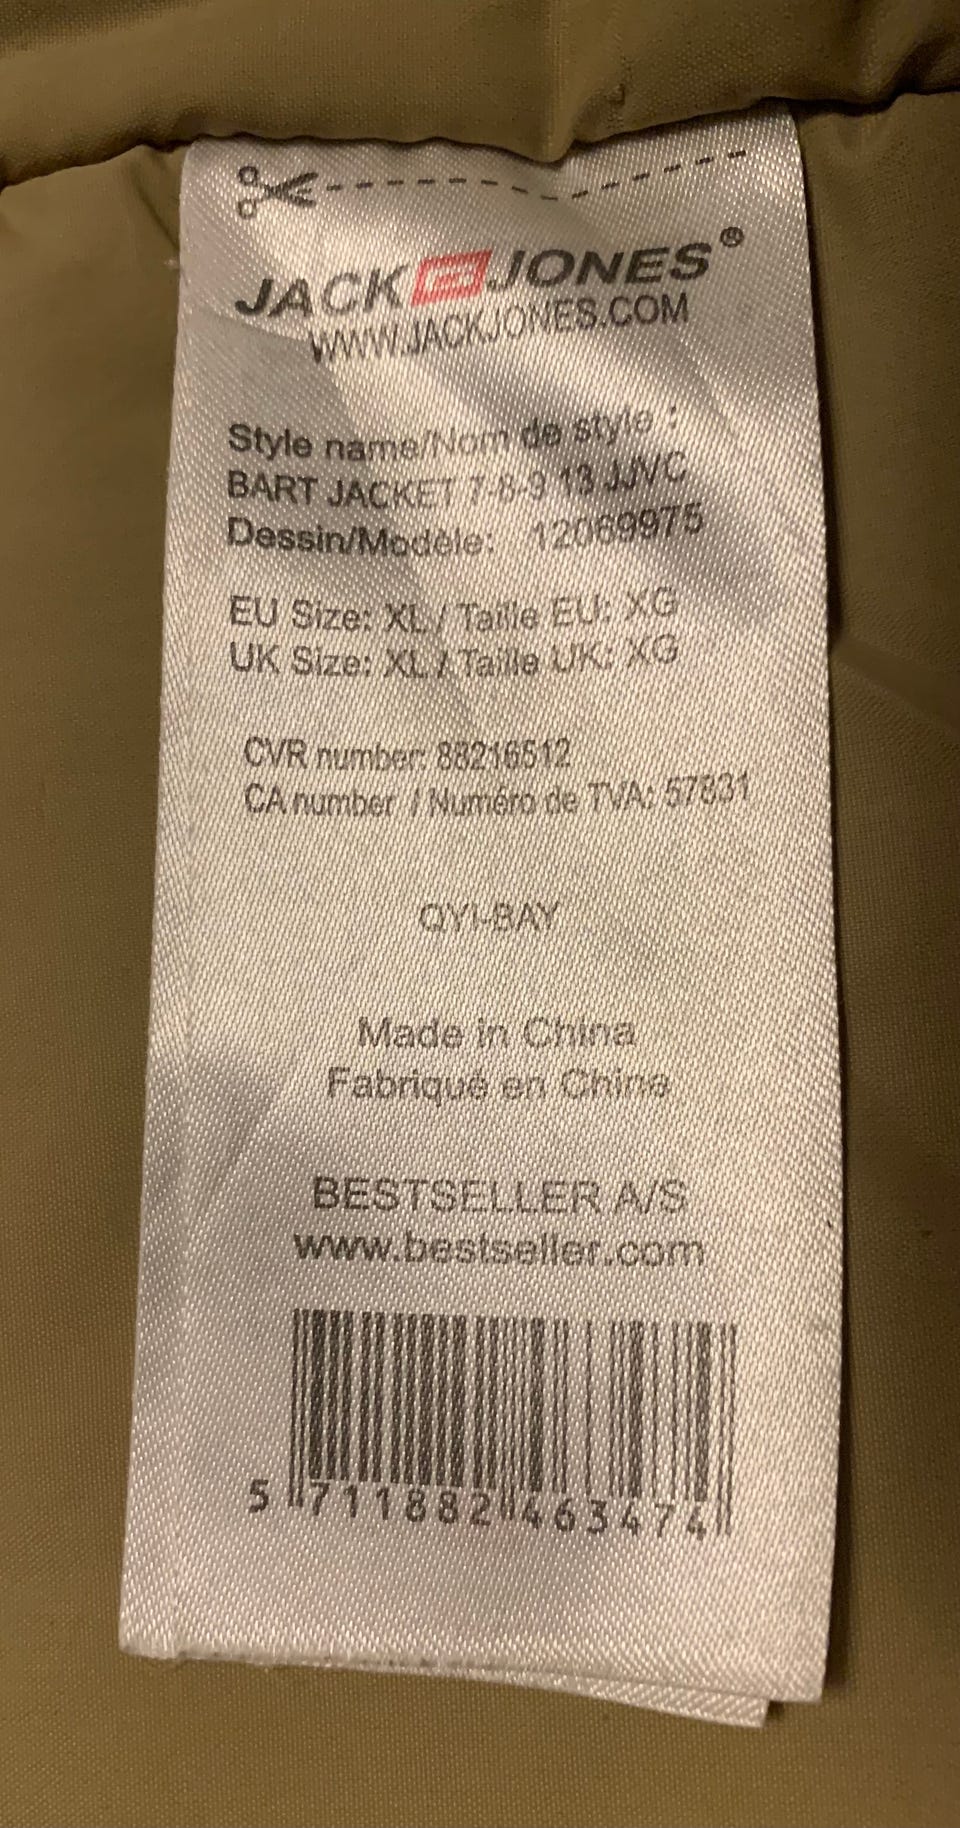 JACK JONES®
WWW.JACKJONES.COM
Style name/Nom de style :
BART JACKET 7-8-9 13 JJVC
Dessin/Modèle: 12069975
EU Size: XL / Taille EU: XG
UK Size: XL / Taille UK: XG
CVR number: 88216512
CA number / Numéro de TVA: 57831
QYI-BAY
Made in China
Fabriqué en Chine
BESTSELLER A/S
www.bestseller.com
5 711882 463474